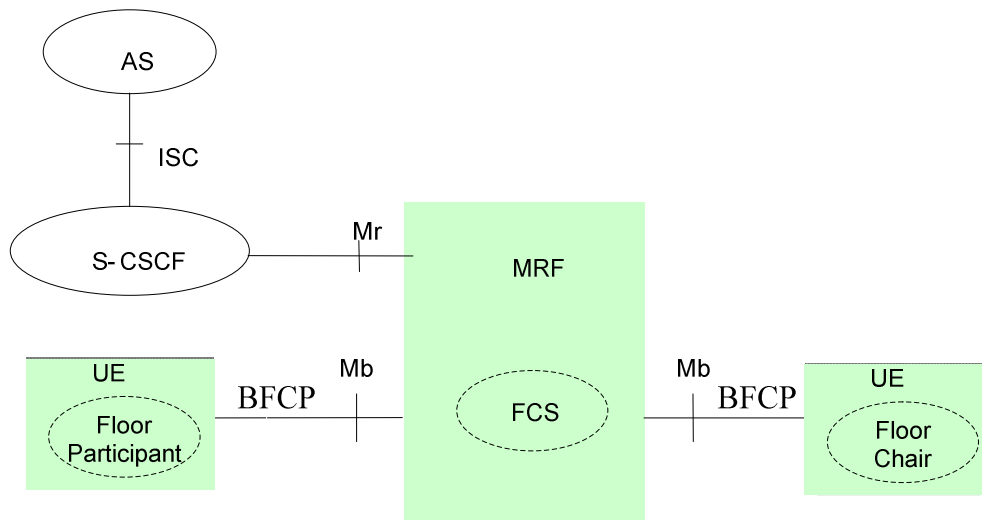 AS
ISC
S-CSCF
Mr
MRF
UE
Floor
Participant
BFCP
Mb
FCS
Mb
BFCP
UE
Floor
Chair